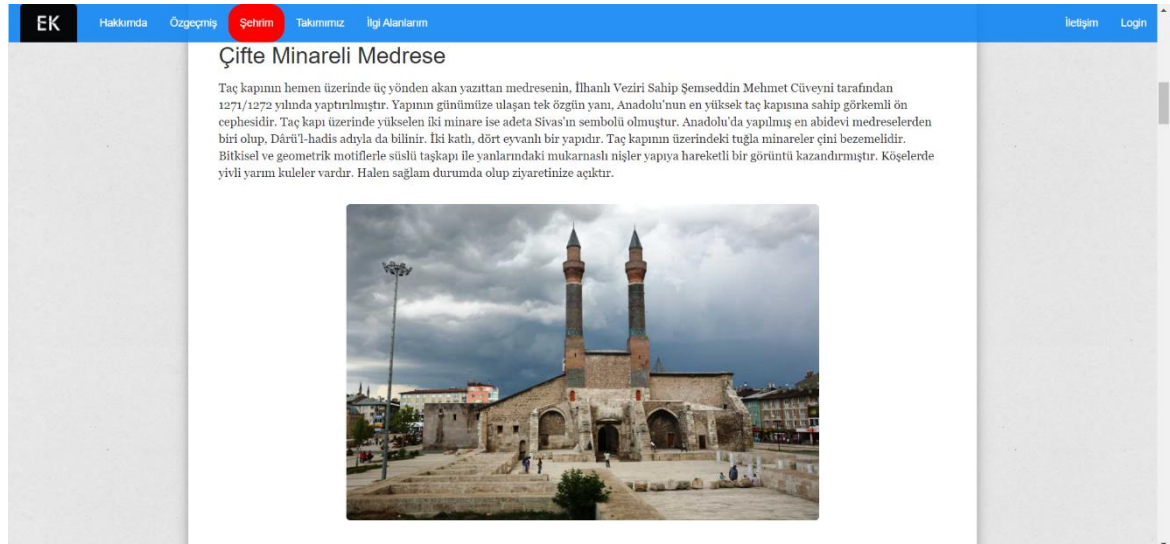 EK Hakkımda Özgeçmiş Şehrim Takımımız İlgi Alanlarım İletişim Login
Çifte Minareli Medrese
Taç kapının hemen üzerinde üç yönden akan yazıttan medresenin, İlhanlı Veziri Sahip Şemseddin Mehmet Cüveyni tarafından
1271/1272 yılında yaptırılmıştır. Yapının günümüze ulaşan tek özgün yanı, Anadolu'nun en yüksek taç kapısına sahip görkemli ön
cephesidir. Taç kapı üzerinde yükselen iki minare ise adeta Sivas'ın sembolü olmuştur. Anadolu'da yapılmış en abidevi medreselerden
biri olup, Dârü'l-hadis adıyla da bilinir. İki katlı, dört eyvanlı bir yapıdır. Taç kapının üzerindeki tuğla minareler çini bezemelidir.
Bitkisel ve geometrik motiflerle süslü taşkapı ile yanlarındaki mukarnaslı nişler yapıya hareketli bir görüntü kazandırmıştır. Köşelerde
yivli yarım kuleler vardır. Halen sağlam durumda olup ziyaretinize açıktır.